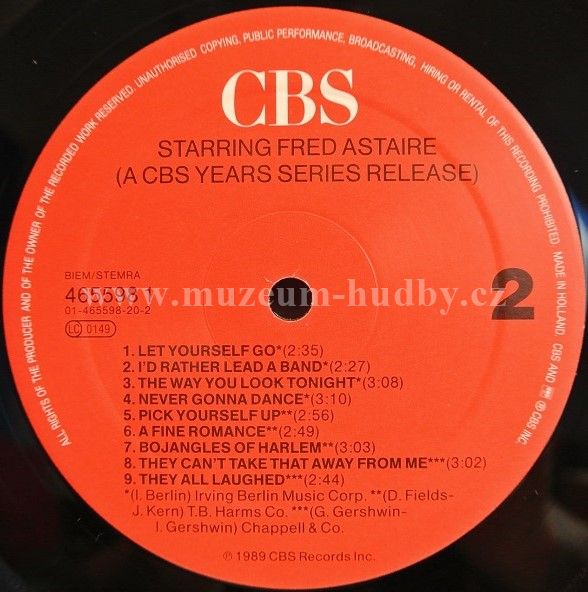 ALL RIGHTS OF THE PRODUCER AND OF THE OWNER OF THE RECORDED WORK RESERVED. UNAUTHORISED COPYING, PUBLIC PERFORMANCE, BROADCASTING, HIRING OR RENTAL OF THIS RECORDING PROHIBITED. MADE IN HOLLAND CBS AND ℗ CBS INC.
CBS
STARRING FRED ASTAIRE
(A CBS YEARS SERIES RELEASE)
BIEM/STEMRA
465598 1
01-465598-20-2
LC 0149
2
www.muzeum-hudby.cz
1. LET YOURSELF GO*(2:35)
2. I'D RATHER LEAD A BAND*(2:27)
3. THE WAY YOU LOOK TONIGHT*(3:08)
4. NEVER GONNA DANCE*(3:10)
5. PICK YOURSELF UP**(2:56)
6. A FINE ROMANCE**(2:49)
7. BOJANGLES OF HARLEM**(3:03)
8. THEY CAN'T TAKE THAT AWAY FROM ME***(3:02)
9. THEY ALL LAUGHED***(2:44)
*(I. Berlin) Irving Berlin Music Corp. **(D. Fields-
J. Kern) T.B. Harms Co. ***(G. Gershwin-
I. Gershwin) Chappell & Co.
℗ 1989 CBS Records Inc.